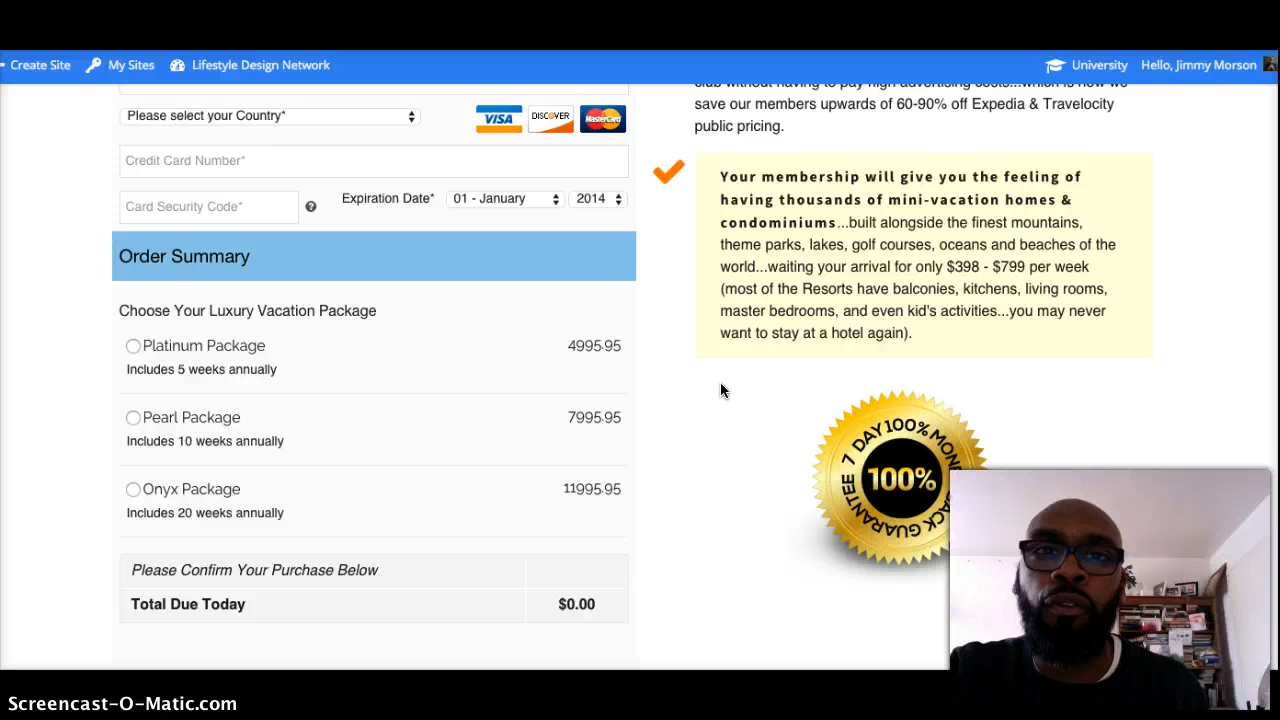 Create Site
My Sites
Lifestyle Design Network
University
Hello, Jimmy Morson
Please select your Country*
VISA
DISCOVER
MasterCard
Credit Card Number*
Card Security Code*
Expiration Date*
01 - January
2014
Order Summary
Choose Your Luxury Vacation Package
Platinum Package
4995.95
Includes 5 weeks annually
Pearl Package
7995.95
Includes 10 weeks annually
Onyx Package
11995.95
Includes 20 weeks annually
Please Confirm Your Purchase Below
Total Due Today
$0.00
save our members upwards of 60-90% off Expedia & Travelocity
public pricing.
Your membership will give you the feeling of
having thousands of mini-vacation homes &
condominiums...built alongside the finest mountains,
theme parks, lakes, golf courses, oceans and beaches of the
world...waiting your arrival for only $398 - $799 per week
(most of the Resorts have balconies, kitchens, living rooms,
master bedrooms, and even kid's activities...you may never
want to stay at a hotel again).
7 DAY 100% MON
100%
ACK GUARANTEE
Screencast-O-Matic.com